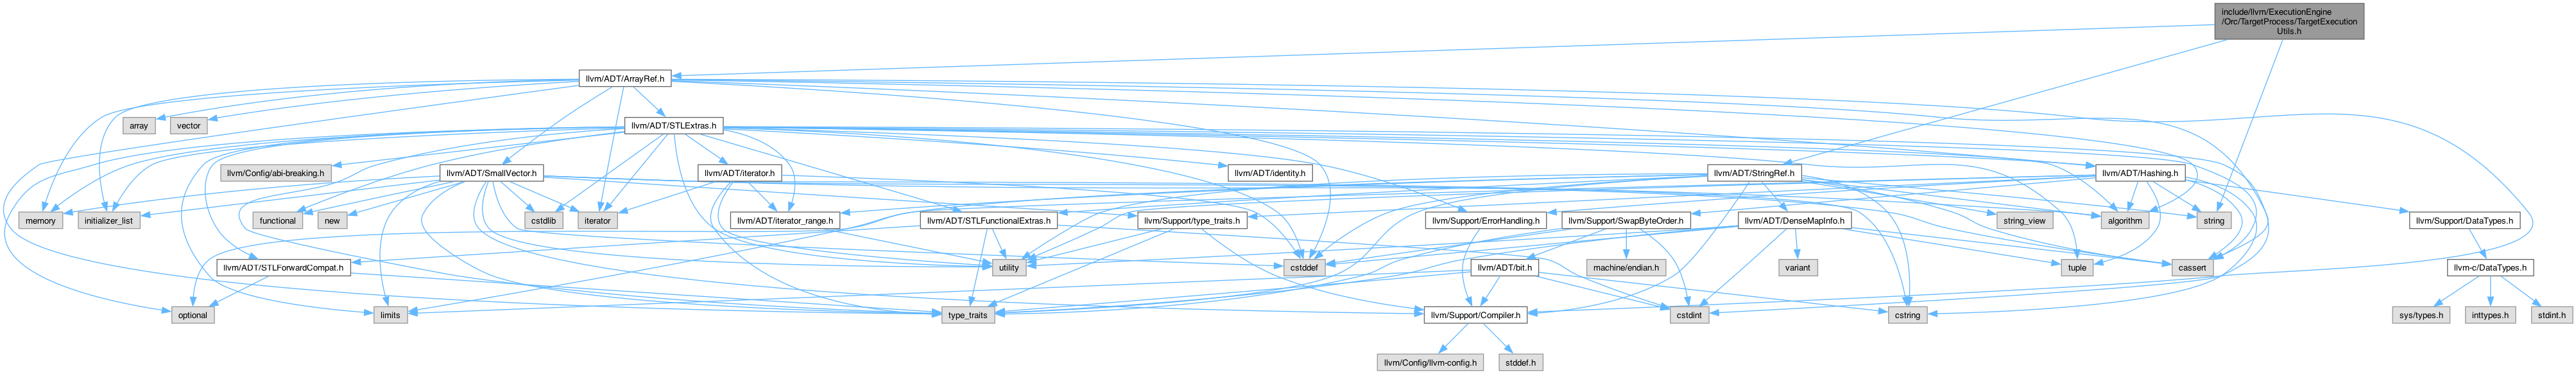 include/llvm/ExecutionEngine
/Orc/TargetProcess/TargetExecution
Utils.h
llvm/ADT/ArrayRef.h
array
vector
llvm/ADT/STLExtras.h
llvm/Config/abi-breaking.h
llvm/ADT/SmallVector.h
llvm/ADT/iterator.h
llvm/ADT/identity.h
llvm/ADT/StringRef.h
llvm/ADT/Hashing.h
memory
initializer_list
functional
new
cstdlib
iterator
llvm/ADT/iterator_range.h
llvm/ADT/STLFunctionalExtras.h
llvm/Support/type_traits.h
llvm/Support/ErrorHandling.h
llvm/Support/SwapByteOrder.h
llvm/ADT/DenseMapInfo.h
string_view
algorithm
string
llvm/Support/DataTypes.h
llvm/ADT/STLForwardCompat.h
utility
cstddef
llvm/ADT/bit.h
machine/endian.h
variant
tuple
cassert
llvm-c/DataTypes.h
optional
limits
type_traits
llvm/Support/Compiler.h
cstdint
cstring
sys/types.h
inttypes.h
stdint.h
llvm/Config/llvm-config.h
stddef.h